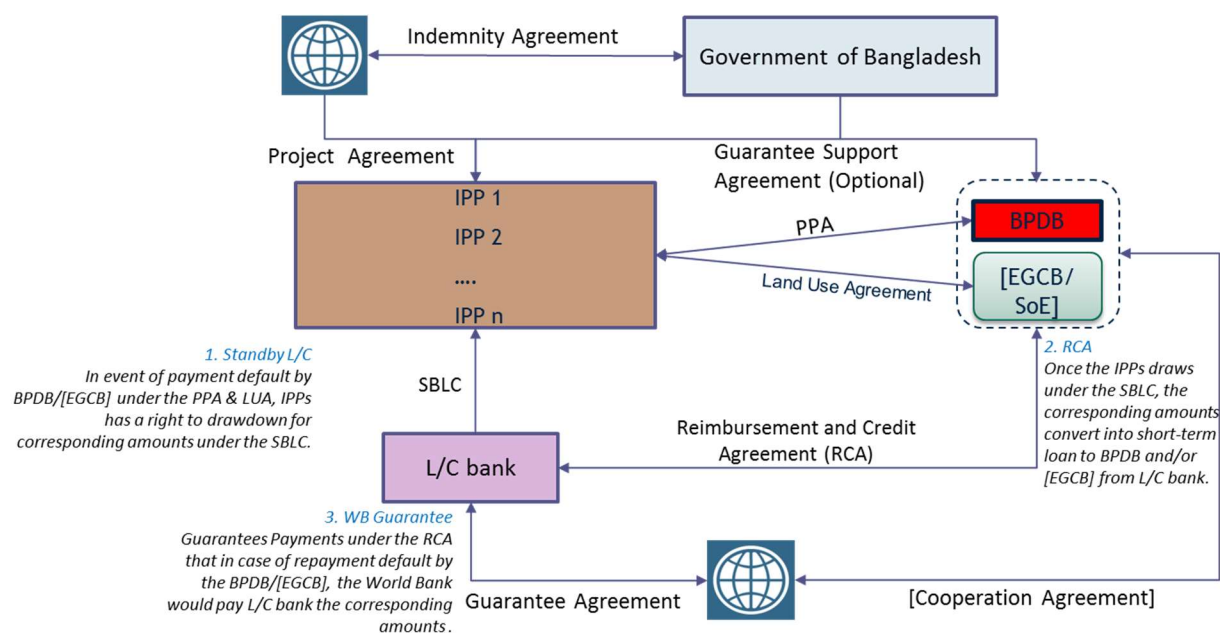 Indemnity Agreement
Government of Bangladesh
Project Agreement
Guarantee Support
Agreement (Optional)
IPP 1
IPP 2
....
IPP n
PPA
Land Use Agreement
BPDB
[EGCB/
SoE]
1. Standby L/C
In event of payment default by
BPDB/[EGCB] under the PPA & LUA, IPPs
has a right to drawdown for
corresponding amounts under the SBLC.
SBLC
2. RCA
Once the IPPs draws
under the SBLC, the
corresponding amounts
convert into short-term
loan to BPDB and/or
[EGCB] from L/C bank.
Reimbursement and Credit
Agreement (RCA)
L/C bank
3. WB Guarantee
Guarantees Payments under the RCA
that in case of repayment default by
the BPDB/[EGCB], the World Bank
would pay L/C bank the corresponding
amounts.
Guarantee Agreement
[Cooperation Agreement]